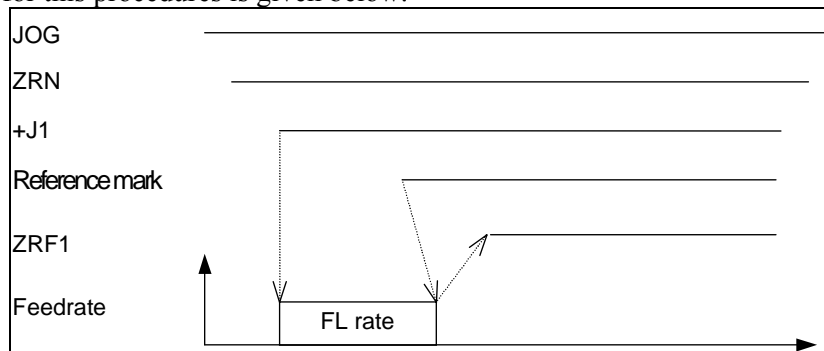 for this procedures is given below.
JOG
ZRN
+J1
Reference mark
ZRF1
Feedrate
FL rate